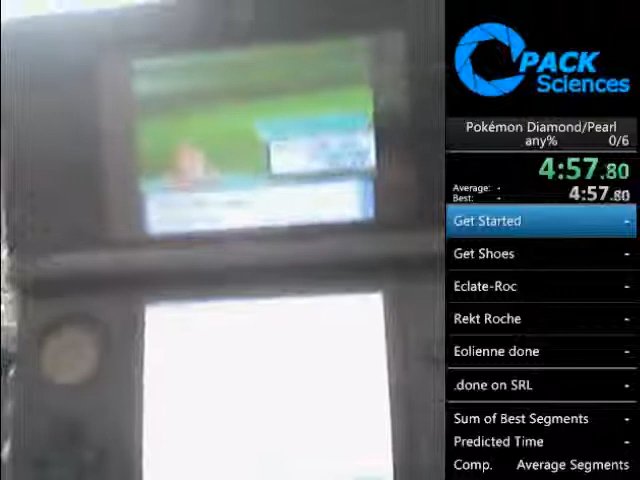 PACK
Sciences
Pokémon Diamond/Pearl
any% 0/6
4:57.80
Average: - 4:57.80
Best: -
Get Started -
Get Shoes -
Eclate-Roc -
Rekt Roche -
Eolienne done -
.done on SRL -
Sum of Best Segments -
Predicted Time -
Comp. Average Segments